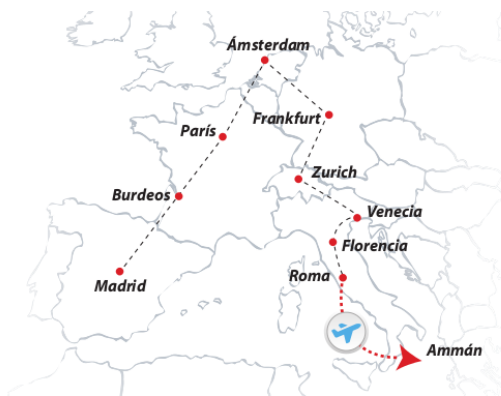 Ámsterdam
Frankfurt
París
Zurich
Burdeos
Venecia
Florencia
Madrid
Roma
Ammán